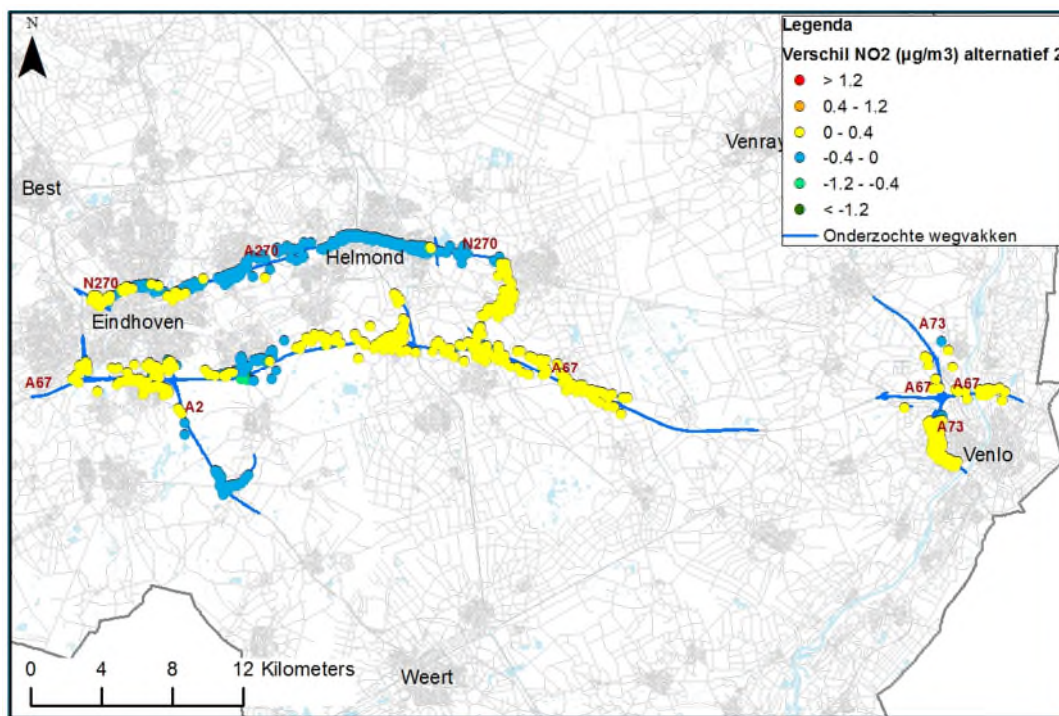 N
Legenda
Verschil NO2 (µg/m3) alternatief 2
> 1.2
0.4 - 1.2
0 - 0.4
-0.4 - 0
-1.2 - -0.4
< -1.2
Onderzochte wegvakken
Venray
Best
A270
N270
Helmond
N270
Eindhoven
A73
A67
A67
A67
A67
A2
A73
Venlo
0 4 8 12 Kilometers
Weert